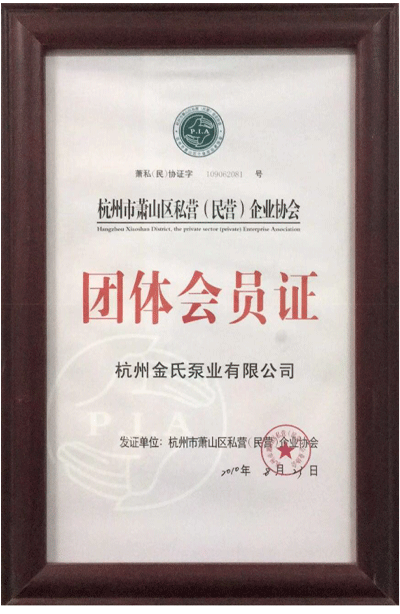 P.I.A
萧私(民)协证字 109062081 号
杭州市萧山区私营(民营)企业协会
Hangzhou Xiaoshan District, the private sector (private) Enterprise Association
团体会员证
杭州金氏泵业有限公司
P.I.A
发证单位：杭州市萧山区私营(民营)企业协会
2010年 8月 25日